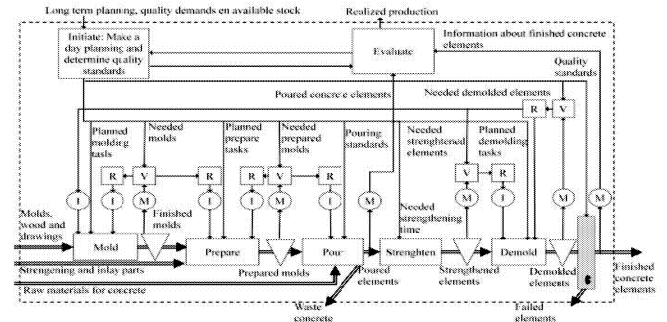 Long term planning, quality demands en available stock
Realized production
Initiate: Make a
day planning and
determine quality
standards
Evaluate
Information about finished concrete
elements
Quality
standards
Poured concrete elements
Needed demolded elements
R
V
Planned
molding
tasls
Needed
molds
Planned
prepare
tasks
Needed
prepared
molds
Pouring
standards
Needed
strenghtened
elements
Planned
demolding
tasks
R
V
R
R
V
R
V
R
I
I
M
I
I
M
I
M
M
I
M
M
Molds,
wood and
drawings
Finished
molds
Needed
strengthening
time
Mold
Prepare
Pour
Strenghten
Demold
Strengening and inlay parts
Prepared molds
Poured
elements
Strengthened
elements
Demolded
elements
Finished
concrete
elements
Raw materials for concrete
Waste
concrete
Failed
elements